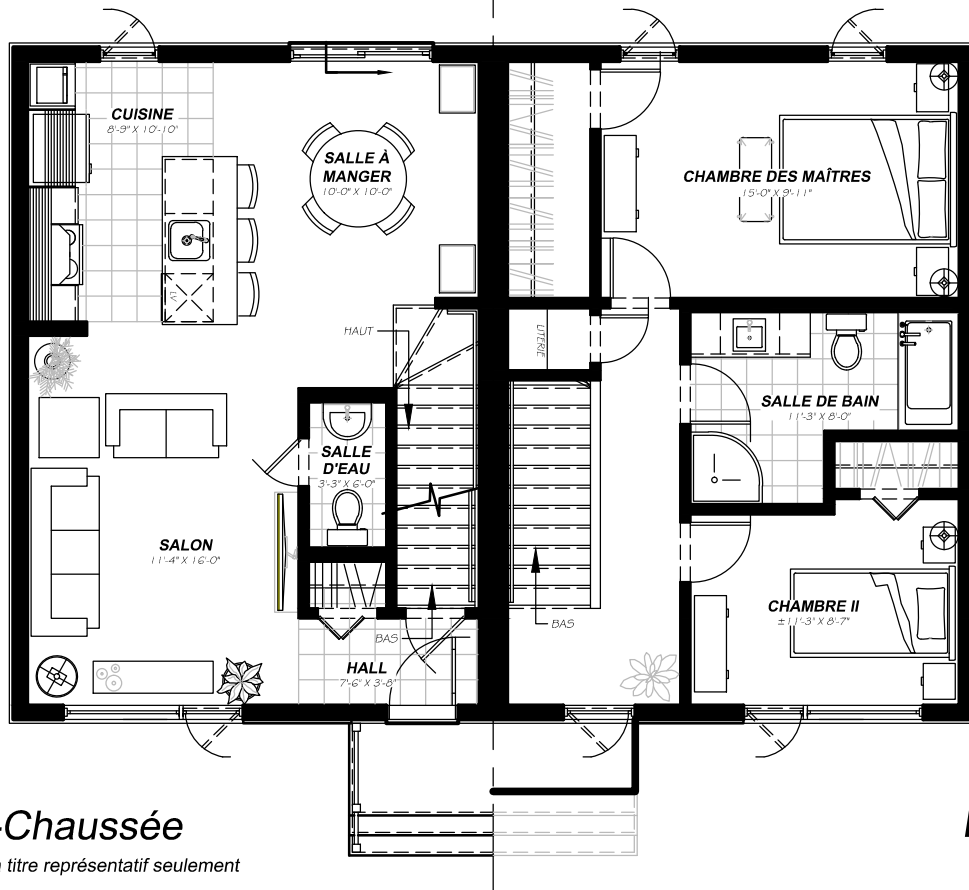 CUISINE
8'-9" X 10'-10"
SALLE À
MANGER
10'-0" X 10'-0"
CHAMBRE DES MAÎTRES
15'-0" X 9'-11"
LV
HAUT
LITERIE
SALLE DE BAIN
11'-3" X 8'-0"
SALLE
D'EAU
3'-3" X 6'-0"
SALON
11'-4" X 16'-0"
CHAMBRE II
±11'-3" X 8'-7"
BAS
BAS
HALL
7'-6" X 3'-8"
-Chaussée
titre représentatif seulement